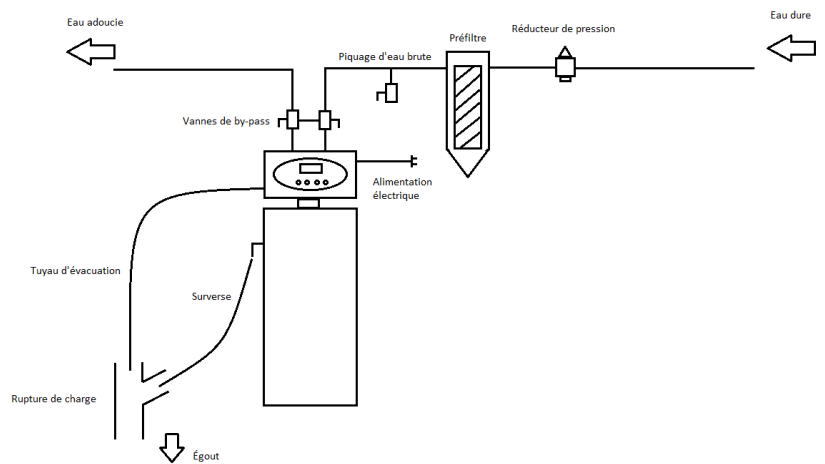 Eau adoucie
Eau dure
Réducteur de pression
Préfiltre
Piquage d'eau brute
Vannes de by-pass
Alimentation
électrique
Tuyau d'évacuation
Surverse
Rupture de charge
Égout